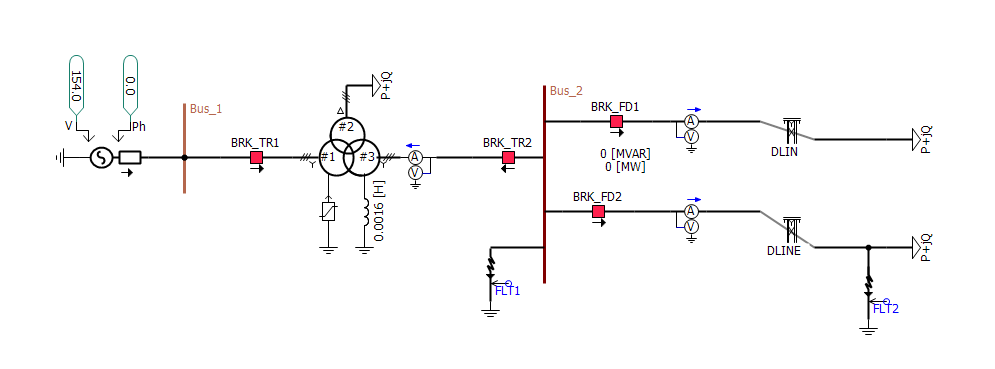 154.0
0.0
V
Ph
Bus_1
BRK_TR1
#1
#2
#3
P+jQ
0.0016 [H]
A
V
BRK_TR2
Bus_2
BRK_FD1
0 [MVAR]
0 [MW]
A
V
DLIN
P+jQ
BRK_FD2
A
V
DLINE
P+jQ
FLT1
FLT2